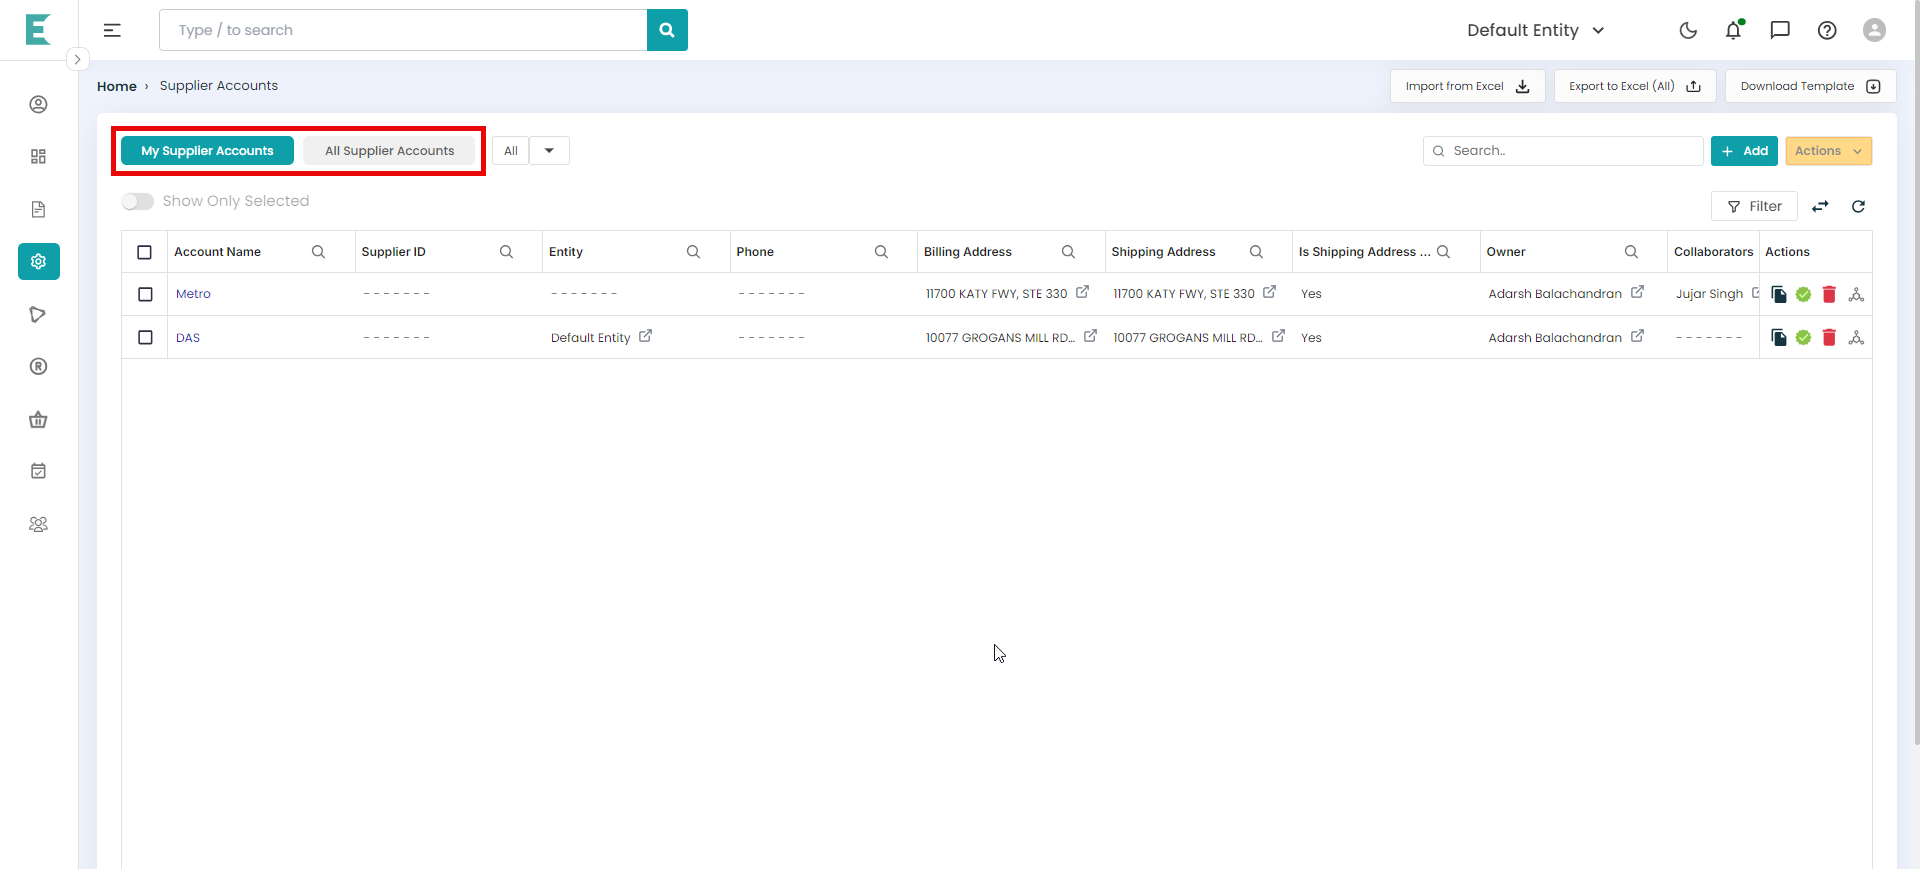 E
Type / to search
Default Entity
Home › Supplier Accounts
Import from Excel
Export to Excel (All)
Download Template
My Supplier Accounts
All Supplier Accounts
All
Search..
+ Add
Actions
Show Only Selected
Filter
Account Name Supplier ID Entity Phone Billing Address Shipping Address Is Shipping Address ... Owner Collaborators Actions
Metro ------- ------- ------- 11700 KATY FWY, STE 330 11700 KATY FWY, STE 330 Yes Adarsh Balachandran Jujar Singh
DAS ------- Default Entity ------- 10077 GROGANS MILL RD... 10077 GROGANS MILL RD... Yes Adarsh Balachandran -------